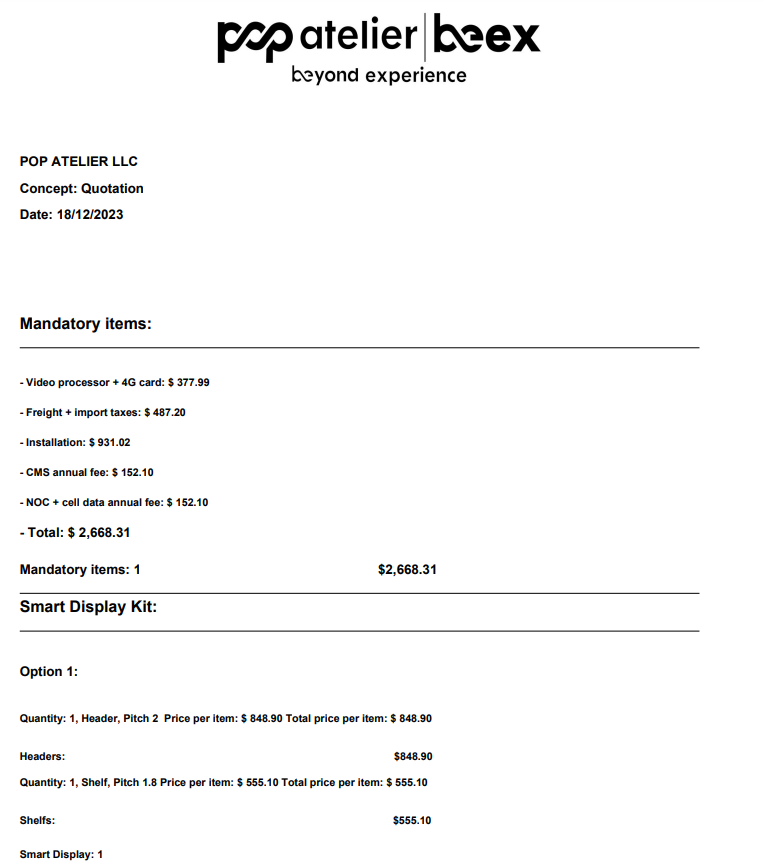 pop atelier beex
beyond experience
POP ATELIER LLC
Concept: Quotation
Date: 18/12/2023
Mandatory items:
- Video processor + 4G card: $ 377.99
- Freight + import taxes: $ 487.20
- Installation: $ 931.02
- CMS annual fee: $ 152.10
- NOC + cell data annual fee: $ 152.10
- Total: $ 2,668.31
Mandatory items: 1 $2,668.31
Smart Display Kit:
Option 1:
Quantity: 1, Header, Pitch 2 Price per item: $ 848.90 Total price per item: $ 848.90
Headers: $848.90
Quantity: 1, Shelf, Pitch 1.8 Price per item: $ 555.10 Total price per item: $ 555.10
Shelfs: $555.10
Smart Display: 1